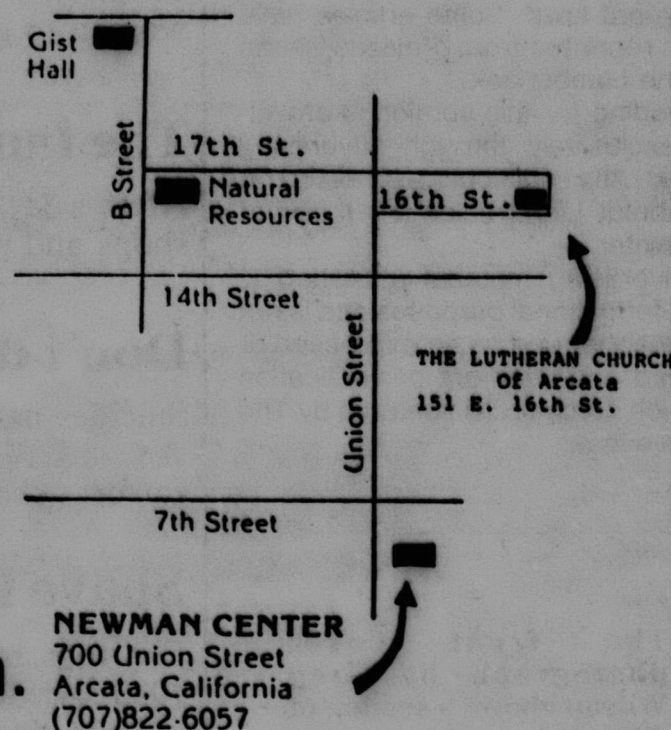 Gist
Hall
B Street
17th St.
Natural
Resources
16th St.
14th Street
THE LUTHERAN CHURCH
Of Arcata
151 E. 16th St.
Union Street
7th Street
NEWMAN CENTER
700 Union Street
Arcata, California
(707)822-6057